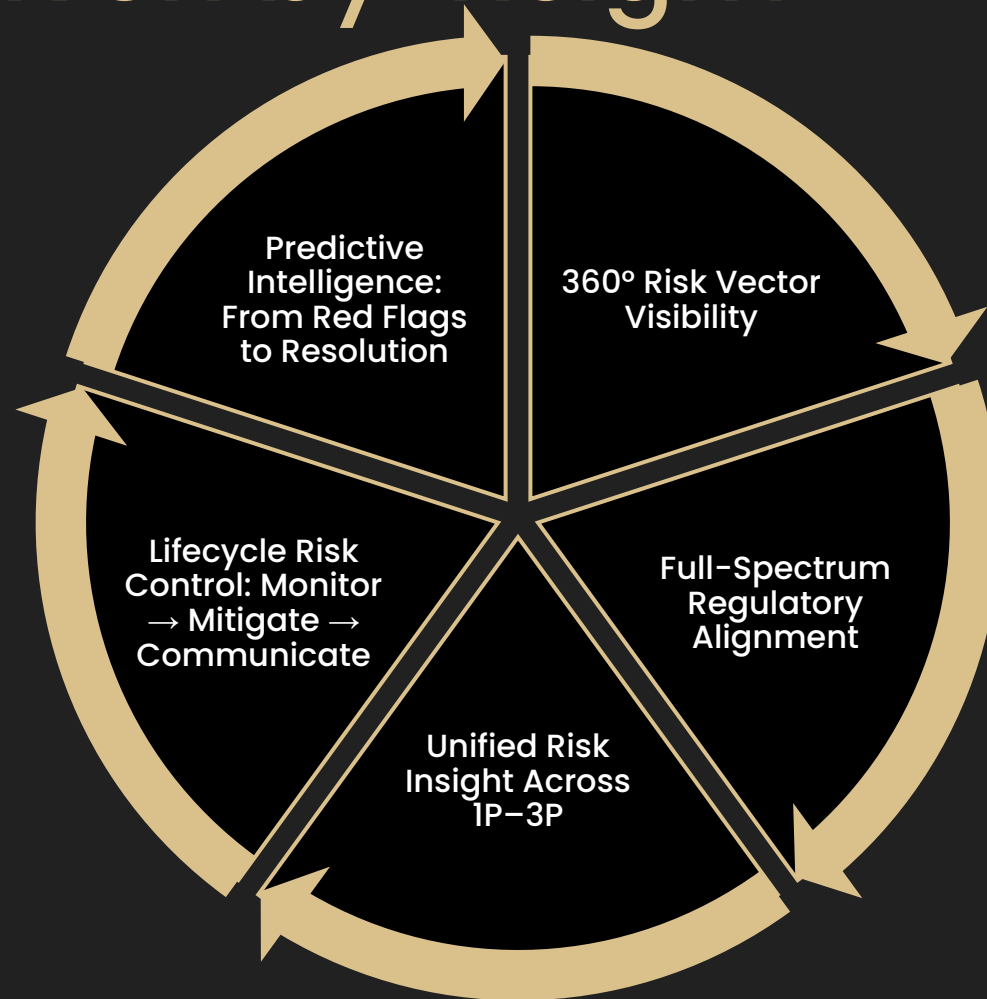 360° Risk Vector
Visibility
Full-Spectrum
Regulatory
Alignment
Unified Risk
Insight Across
1P–3P
Lifecycle Risk
Control: Monitor
→ Mitigate →
Communicate
Predictive
Intelligence:
From Red Flags
to Resolution